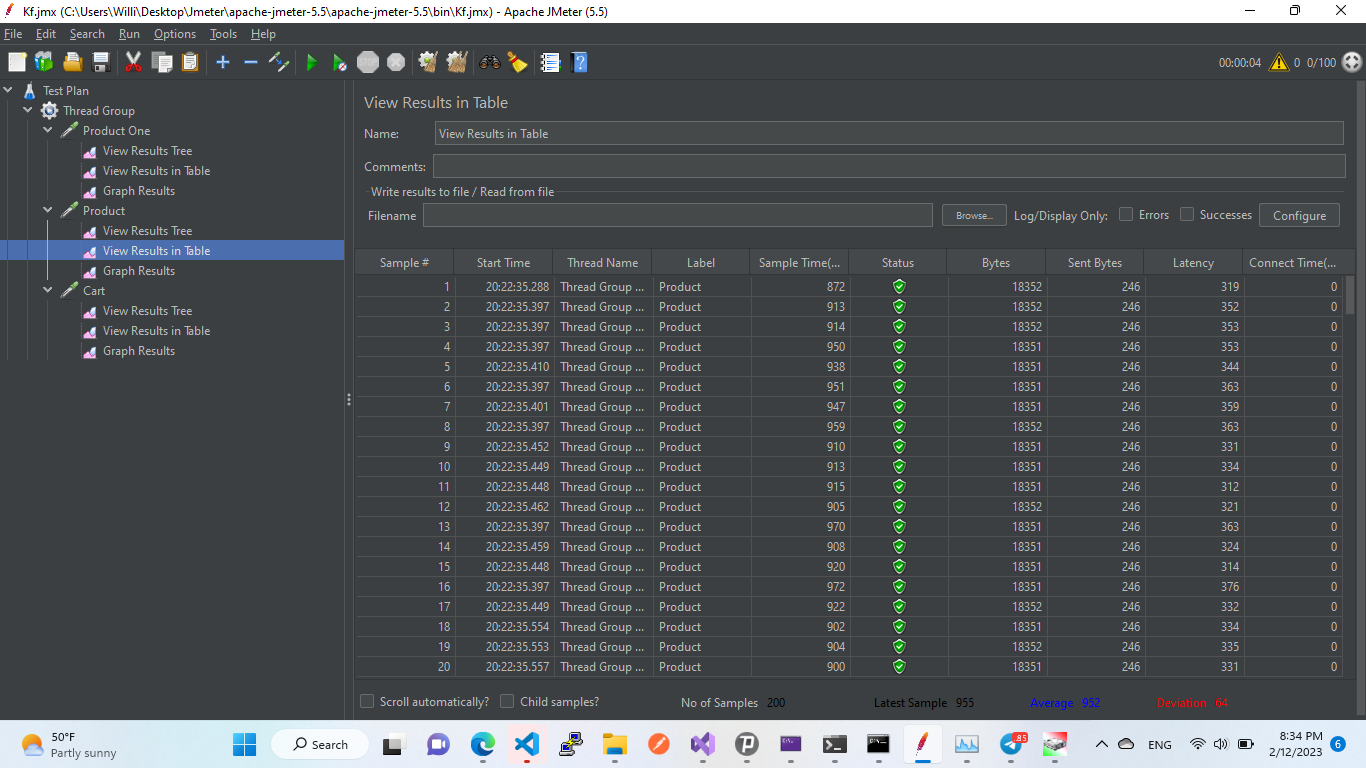 Kf.jmx (C:\Users\Willi\Desktop\Jmeter\apache-jmeter-5.5\apache-jmeter-5.5\bin\Kf.jmx) - Apache JMeter (5.5)
File Edit Search Run Options Tools Help
STOP 00:00:04 0 0/100
Test Plan
Thread Group
Product One
View Results Tree
View Results in Table
Graph Results
Product
View Results Tree
View Results in Table
Graph Results
Cart
View Results Tree
View Results in Table
Graph Results
View Results in Table
Name: View Results in Table
Comments:
Write results to file / Read from file
Filename Browse... Log/Display Only: Errors Successes Configure
Sample # Start Time Thread Name Label Sample Time(... Status Bytes Sent Bytes Latency Connect Time(...
1 20:22:35.288 Thread Group ... Product 872 18352 246 319 0
2 20:22:35.397 Thread Group ... Product 913 18352 246 352 0
3 20:22:35.397 Thread Group ... Product 914 18352 246 353 0
4 20:22:35.397 Thread Group ... Product 950 18351 246 353 0
5 20:22:35.410 Thread Group ... Product 938 18351 246 344 0
6 20:22:35.397 Thread Group ... Product 951 18351 246 363 0
7 20:22:35.401 Thread Group ... Product 947 18351 246 359 0
8 20:22:35.397 Thread Group ... Product 959 18352 246 363 0
9 20:22:35.452 Thread Group ... Product 910 18351 246 331 0
10 20:22:35.449 Thread Group ... Product 913 18351 246 334 0
11 20:22:35.448 Thread Group ... Product 915 18351 246 312 0
12 20:22:35.462 Thread Group ... Product 905 18352 246 321 0
13 20:22:35.397 Thread Group ... Product 970 18351 246 363 0
14 20:22:35.459 Thread Group ... Product 908 18351 246 324 0
15 20:22:35.448 Thread Group ... Product 920 18351 246 314 0
16 20:22:35.397 Thread Group ... Product 972 18351 246 376 0
17 20:22:35.449 Thread Group ... Product 922 18352 246 332 0
18 20:22:35.554 Thread Group ... Product 902 18351 246 334 0
19 20:22:35.553 Thread Group ... Product 904 18352 246 335 0
20 20:22:35.557 Thread Group ... Product 900 18351 246 331 0
Scroll automatically? Child samples? No of Samples 200 Latest Sample 955 Average 952 Deviation 64
50°F
Partly sunny
Search
85
ENG
8:34 PM
2/12/2023
6